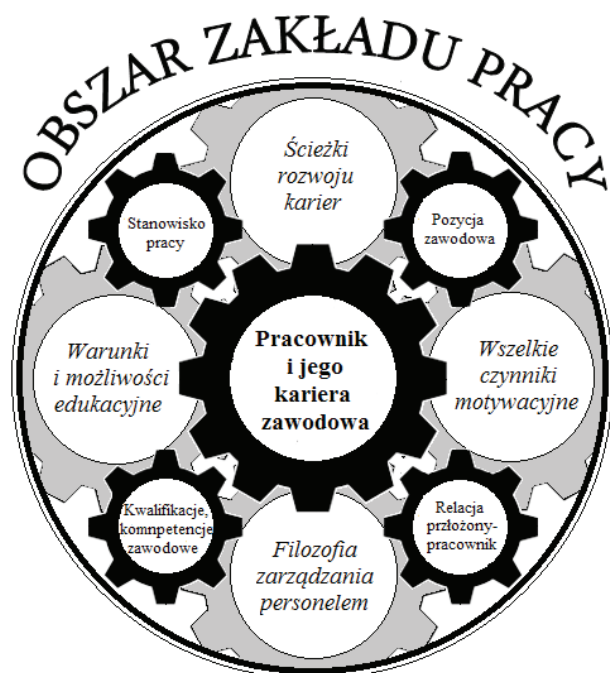 OBSZAR ZAKŁADU PRACY
Ścieżki
rozwoju
karier
Stanowisko
pracy
Pozycja
zawodowa
Warunki
i możliwości
edukacyjne
Pracownik
i jego
kariera
zawodowa
Wszelkie
czynniki
motywacyjne
Kwalifikacje,
komnpetencje
zawodowe
Filozofia
zarządzania
personelem
Relacja
przłożony-
pracownik